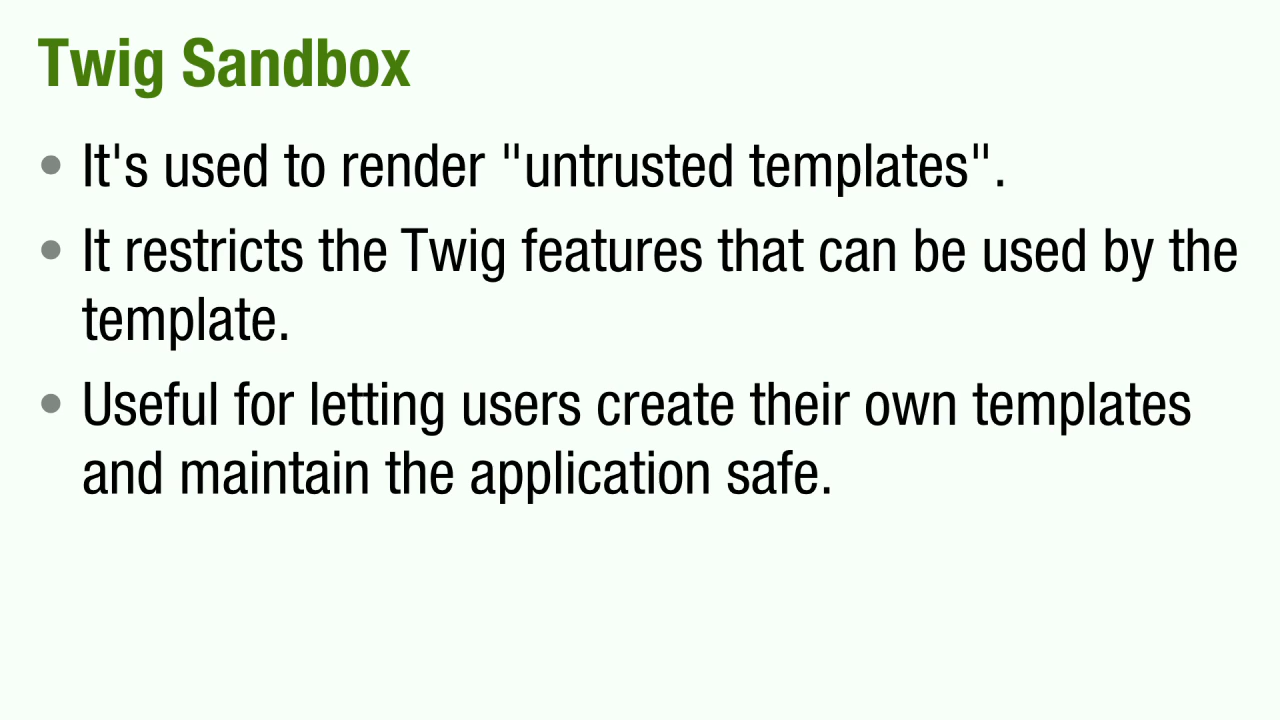 Twig Sandbox
• It's used to render "untrusted templates".
• It restricts the Twig features that can be used by the
template.
• Useful for letting users create their own templates
and maintain the application safe.